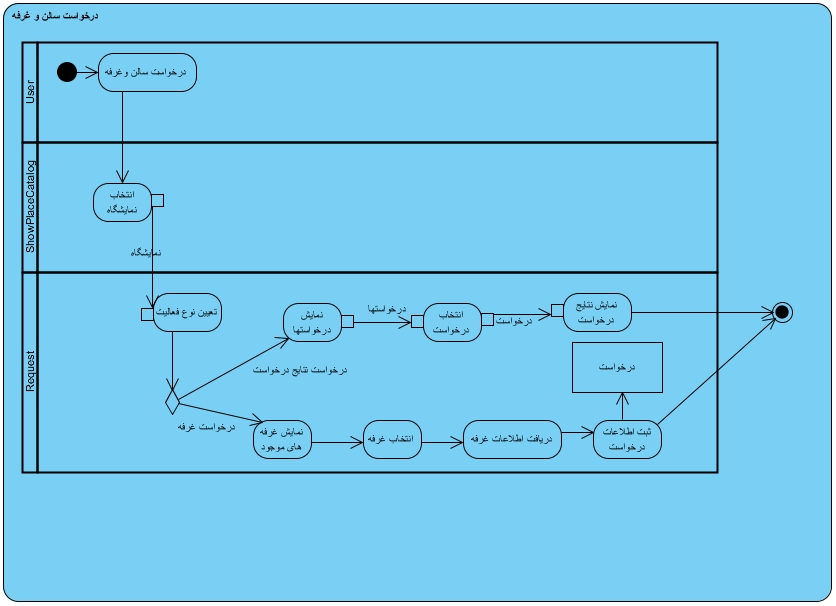 درخواست سالن و غرفه
User
درخواست سالن وغرفه
ShowPlaceCatalog
انتخاب
نمایشگاه
نمایشگاه
Request
تعیین نوع فعالیت
نمایش
درخواستها
درخواستها
انتخاب
درخواست
درخواست
نمایش نتایج
درخواست
درخواست نتایج درخواست
درخواست
درخواست غرفه
نمایش غرفه
های موجود
انتخاب غرفه
دریافت اطلاعات غرفه
ثبت اطلاعات
درخواست